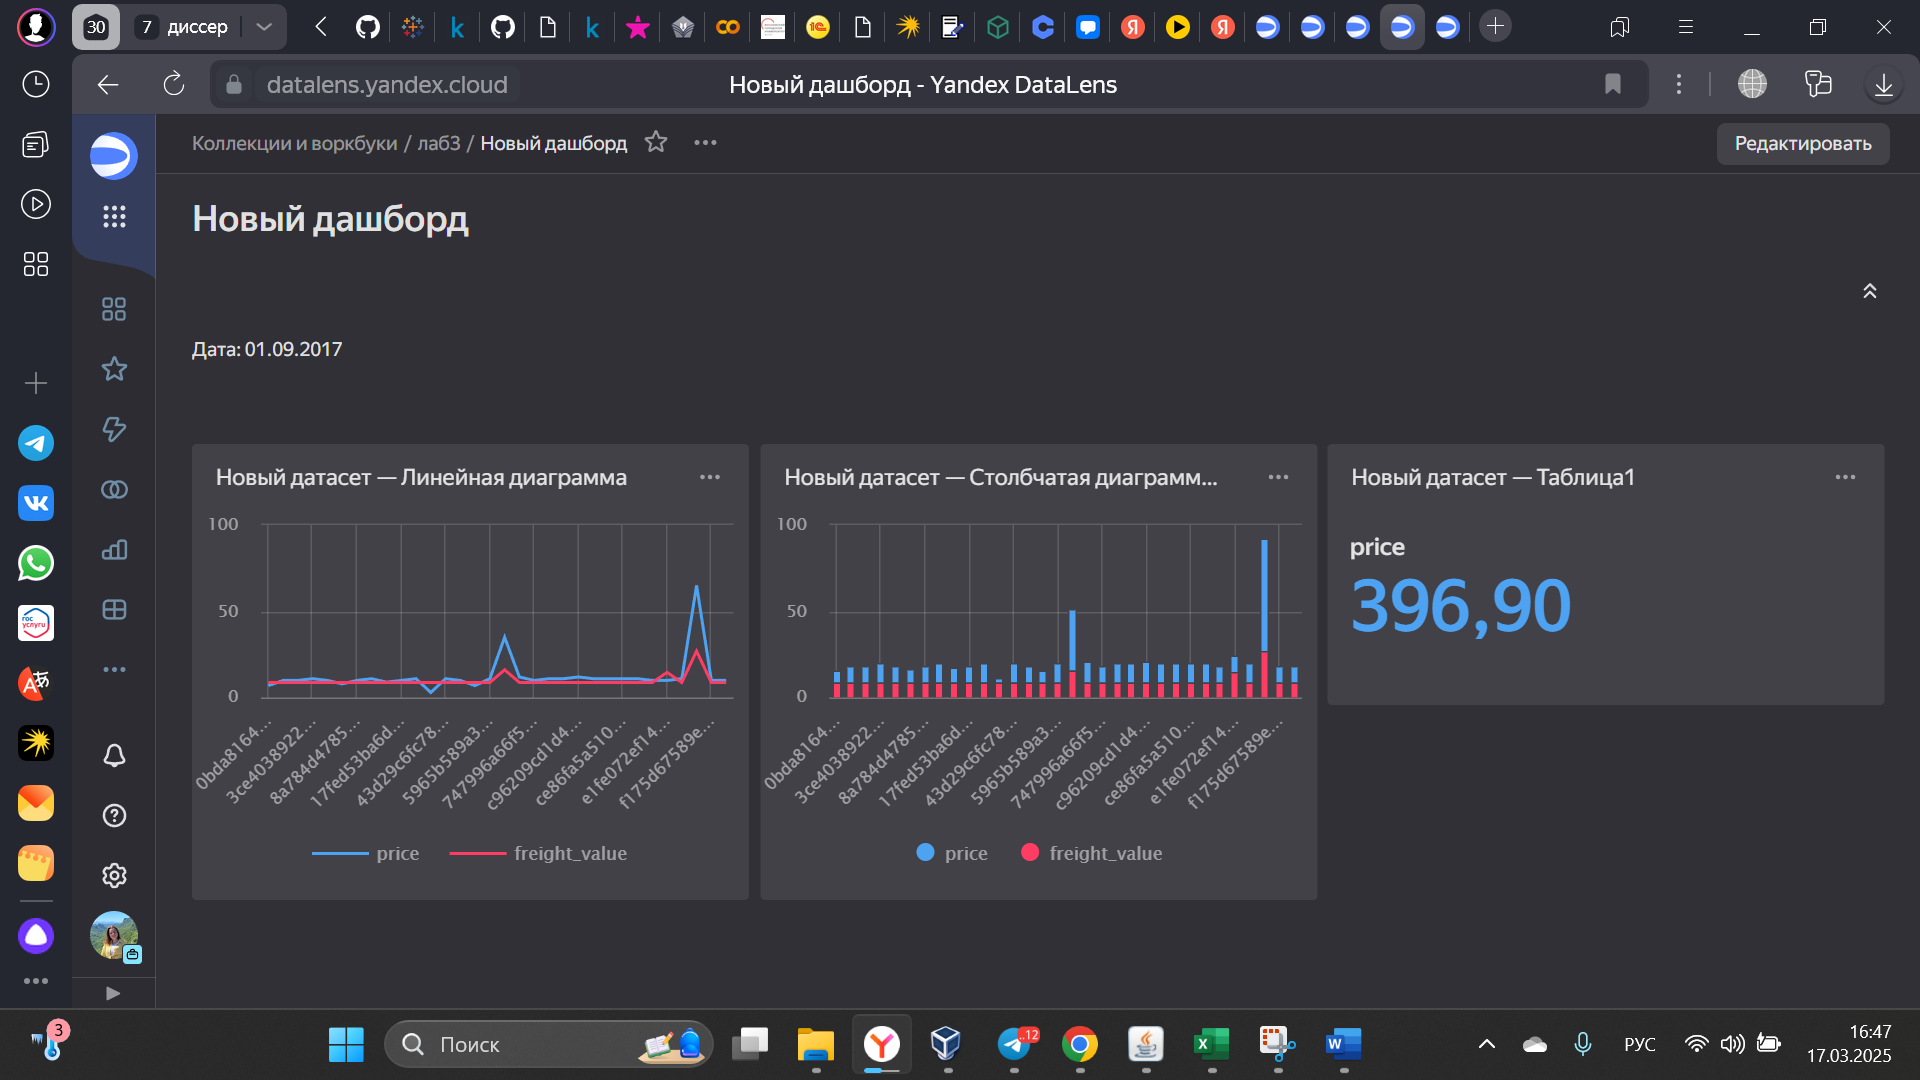 30
7 диссер
datalens.yandex.cloud
Новый дашборд - Yandex DataLens
Коллекции и воркбуки / лаб3 / Новый дашборд
Редактировать
Новый дашборд
Дата: 01.09.2017
Новый датасет — Линейная диаграмма
100
50
0
0bda8164...
3ce4038922...
8a784d4785...
17fed53ba6d...
43d29c6fc78...
5965b589a3...
747996a66f5...
c96209cd1d4...
ce86fa5a510...
e1fe072ef14...
f175d67589e...
price
freight_value
Новый датасет — Столбчатая диаграмм...
100
50
0
0bda8164...
3ce4038922...
8a784d4785...
17fed53ba6d...
43d29c6fc78...
5965b589a3...
747996a66f5...
c96209cd1d4...
ce86fa5a510...
e1fe072ef14...
f175d67589e...
price
freight_value
Новый датасет — Таблица1
price
396,90
госуслуги
3
Поиск
12
РУС
16:47
17.03.2025